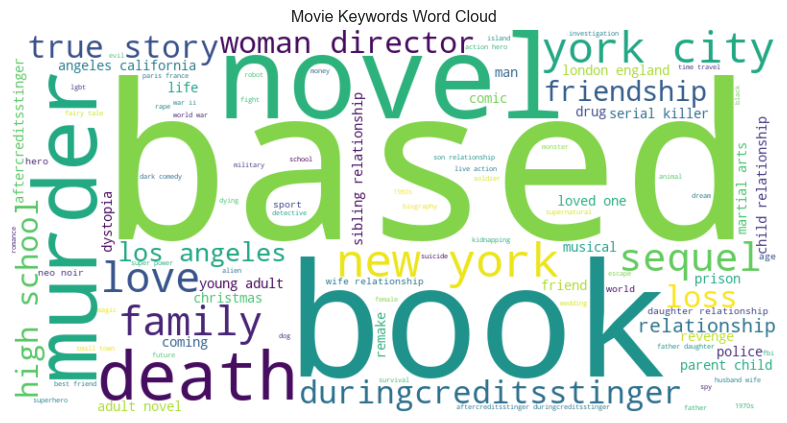 Movie Keywords Word Cloud
true story
woman director
york city
investigation
island
action hero
evil
angeles california
paris france
robot
money
london england
time travel
novel
man
friendship
life
lgbt
war ii
rape
fight
comic
drug
serial killer
black
fairy tale
world war
aftercreditsstinger
hero
murder
based
sibling relationship
martial arts
child relationship
military
school
son relationship
live action
monster
dark comedy
soldier
animal
1980s
biography
dream
dying
sport
detective
loved one
supernatural
dystopia
romance
high school
los angeles
kidnapping
musical
sequel
age
super power
alien
suicide
new york
escape
neo noir
love
young adult
wife relationship
friend
world
prison
loss
christmas
book
female
wedding
magic
family
dog
remake
daughter relationship
relationship
small town
coming
revenge
father daughter
police
fbi
future
death
parent child
best friend
survival
spy
husband wife
superhero
adult novel
duringcreditsstinger
aftercreditsstinger duringcreditsstinger
father
1970s